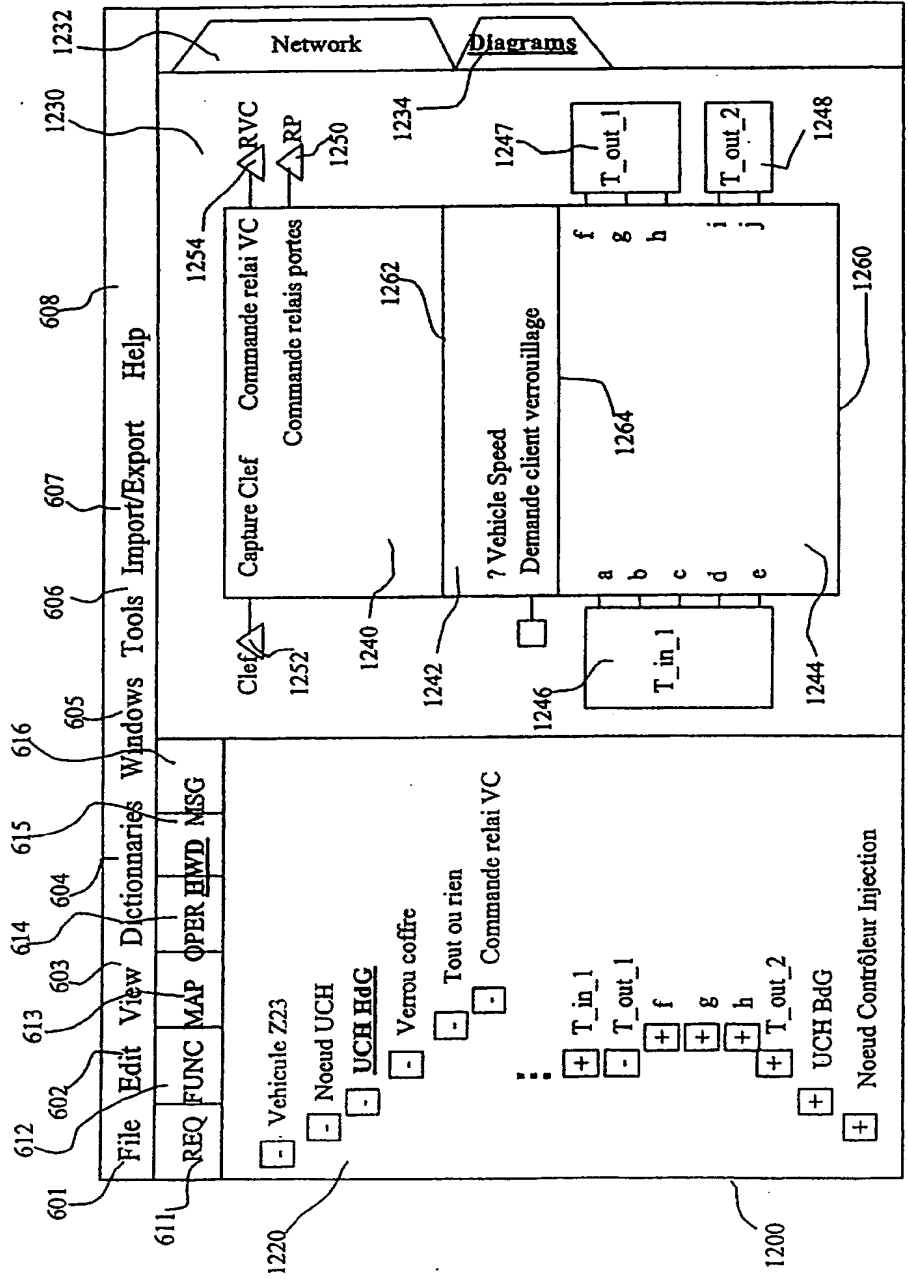 601 602 603 604 605 606 607 608
File Edit View Dictionnaries Windows Tools Import/Export Help
611 612 613 614 615 616
REQ FUNC MAP OPER HWD MSG
1200
1220
- Vehicule Z23
- Noeud UCH
- UCH HdG
- Verrou coffre
- Tout ou rien
- Commande relai VC
...
+ T_in_1
- T_out_1
+ f
+ g
+ h
+ T_out_2
+ UCH BdG
+ Noeud Contrôleur Injection
1230
1232
Network
Diagrams
1234
1254
Clef
1252
Capture Clef Commande relai VC
RVC
Commande relais portes
RP
1250
1240
1262
1242
? Vehicle Speed
Demande client verrouillage
1264
1246
T_in_1
a
b
c
d
e
f
g
h
T_out_1
1247
i
j
T_out_2
1248
1244
1260